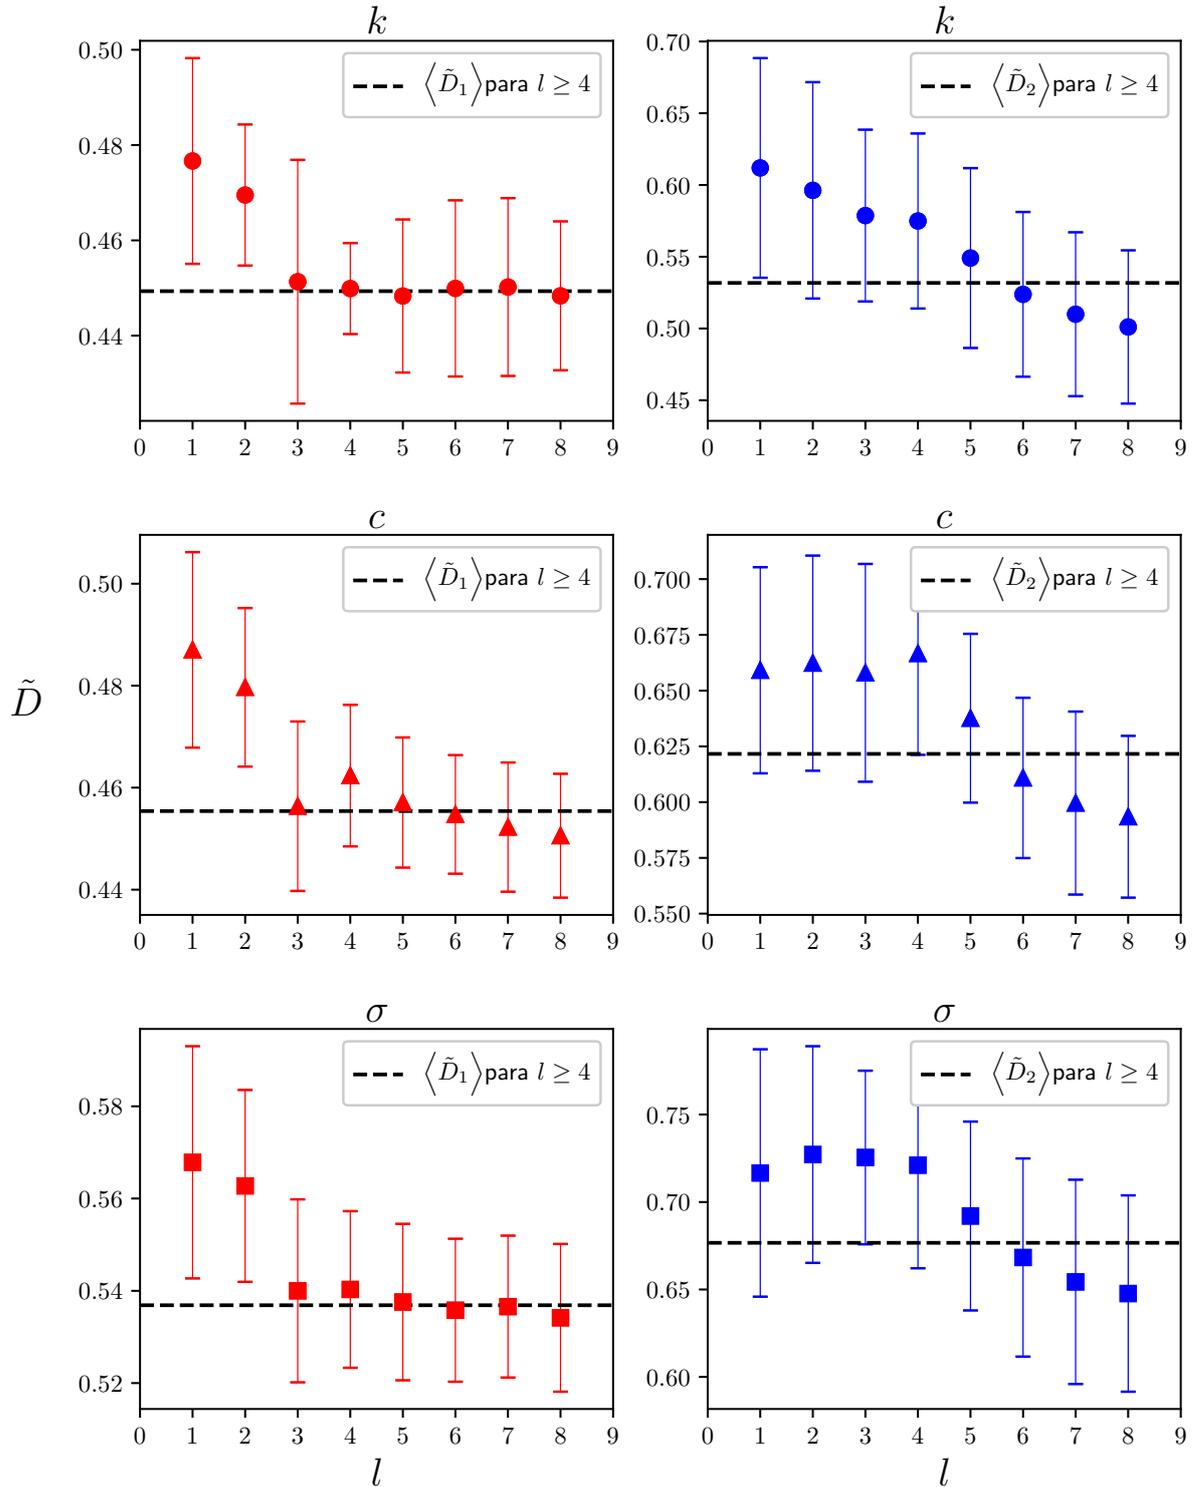 k
0.50
0.48
0.46
0.44
⟨D̃₁⟩ para l ≥ 4
0 1 2 3 4 5 6 7 8 9
k
0.70
0.65
0.60
0.55
0.50
0.45
⟨D̃₂⟩ para l ≥ 4
0 1 2 3 4 5 6 7 8 9
D̃
c
0.50
0.48
0.46
0.44
⟨D̃₁⟩ para l ≥ 4
0 1 2 3 4 5 6 7 8 9
c
0.700
0.675
0.650
0.625
0.600
0.575
0.550
⟨D̃₂⟩ para l ≥ 4
0 1 2 3 4 5 6 7 8 9
σ
0.58
0.56
0.54
0.52
⟨D̃₁⟩ para l ≥ 4
0 1 2 3 4 5 6 7 8 9
l
σ
0.75
0.70
0.65
0.60
⟨D̃₂⟩ para l ≥ 4
0 1 2 3 4 5 6 7 8 9
l